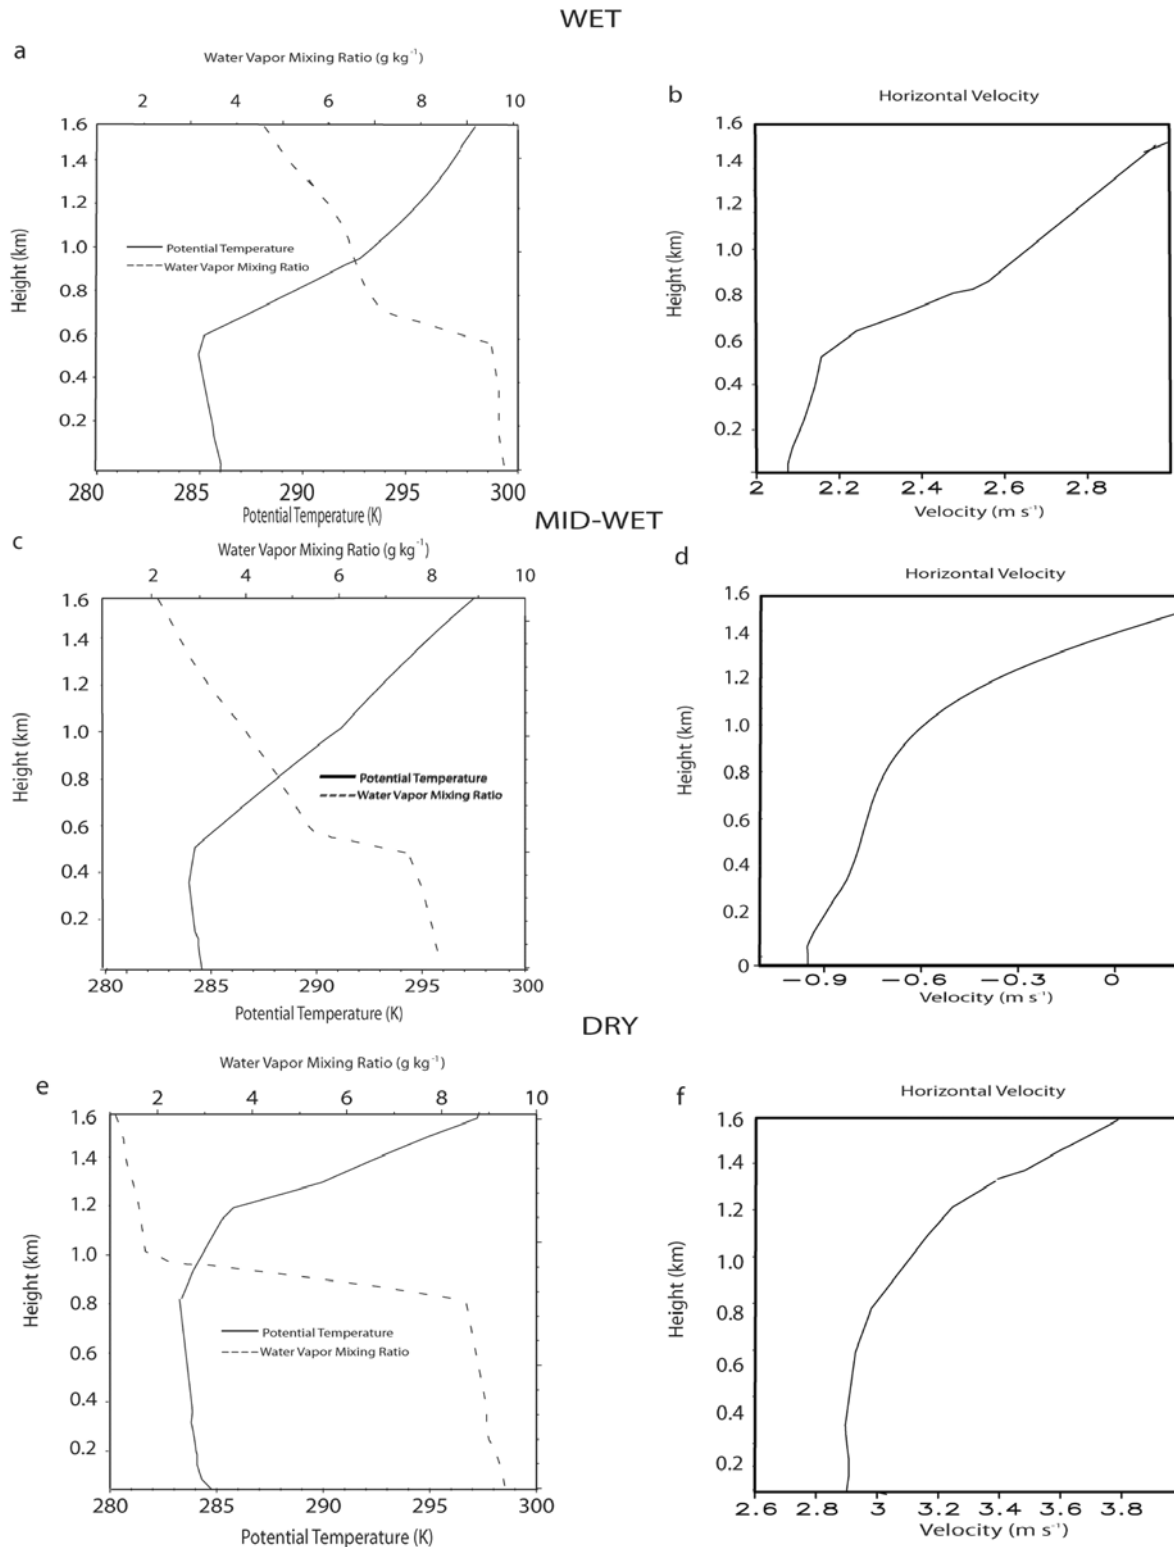 WET
a
Water Vapor Mixing Ratio (g kg⁻¹)
2 4 6 8 10
1.6
1.4
1.2
1.0
0.8
0.6
0.4
0.2
Height (km)
Potential Temperature
Water Vapor Mixing Ratio
280 285 290 295 300
Potential Temperature (K)
b
Horizontal Velocity
1.6
1.4
1.2
1.0
0.8
0.6
0.4
0.2
Height (km)
2 2.2 2.4 2.6 2.8
Velocity (m s⁻¹)
MID-WET
c
Water Vapor Mixing Ratio (g kg⁻¹)
2 4 6 8 10
1.6
1.4
1.2
1.0
0.8
0.6
0.4
0.2
Height (km)
Potential Temperature
Water Vapor Mixing Ratio
280 285 290 295 300
Potential Temperature (K)
d
Horizontal Velocity
1.6
1.4
1.2
1.0
0.8
0.6
0.4
0.2
0
Height (km)
−0.9 −0.6 −0.3 0
Velocity (m s⁻¹)
DRY
e
Water Vapor Mixing Ratio (g kg⁻¹)
2 4 6 8 10
1.6
1.4
1.2
1.0
0.8
0.6
0.4
0.2
Height (km)
Potential Temperature
Water Vapor Mixing Ratio
280 285 290 295 300
Potential Temperature (K)
f
Horizontal Velocity
1.6
1.4
1.2
1.0
0.8
0.6
0.4
0.2
Height (km)
2.6 2.8 3 3.2 3.4 3.6 3.8
Velocity (m s⁻¹)